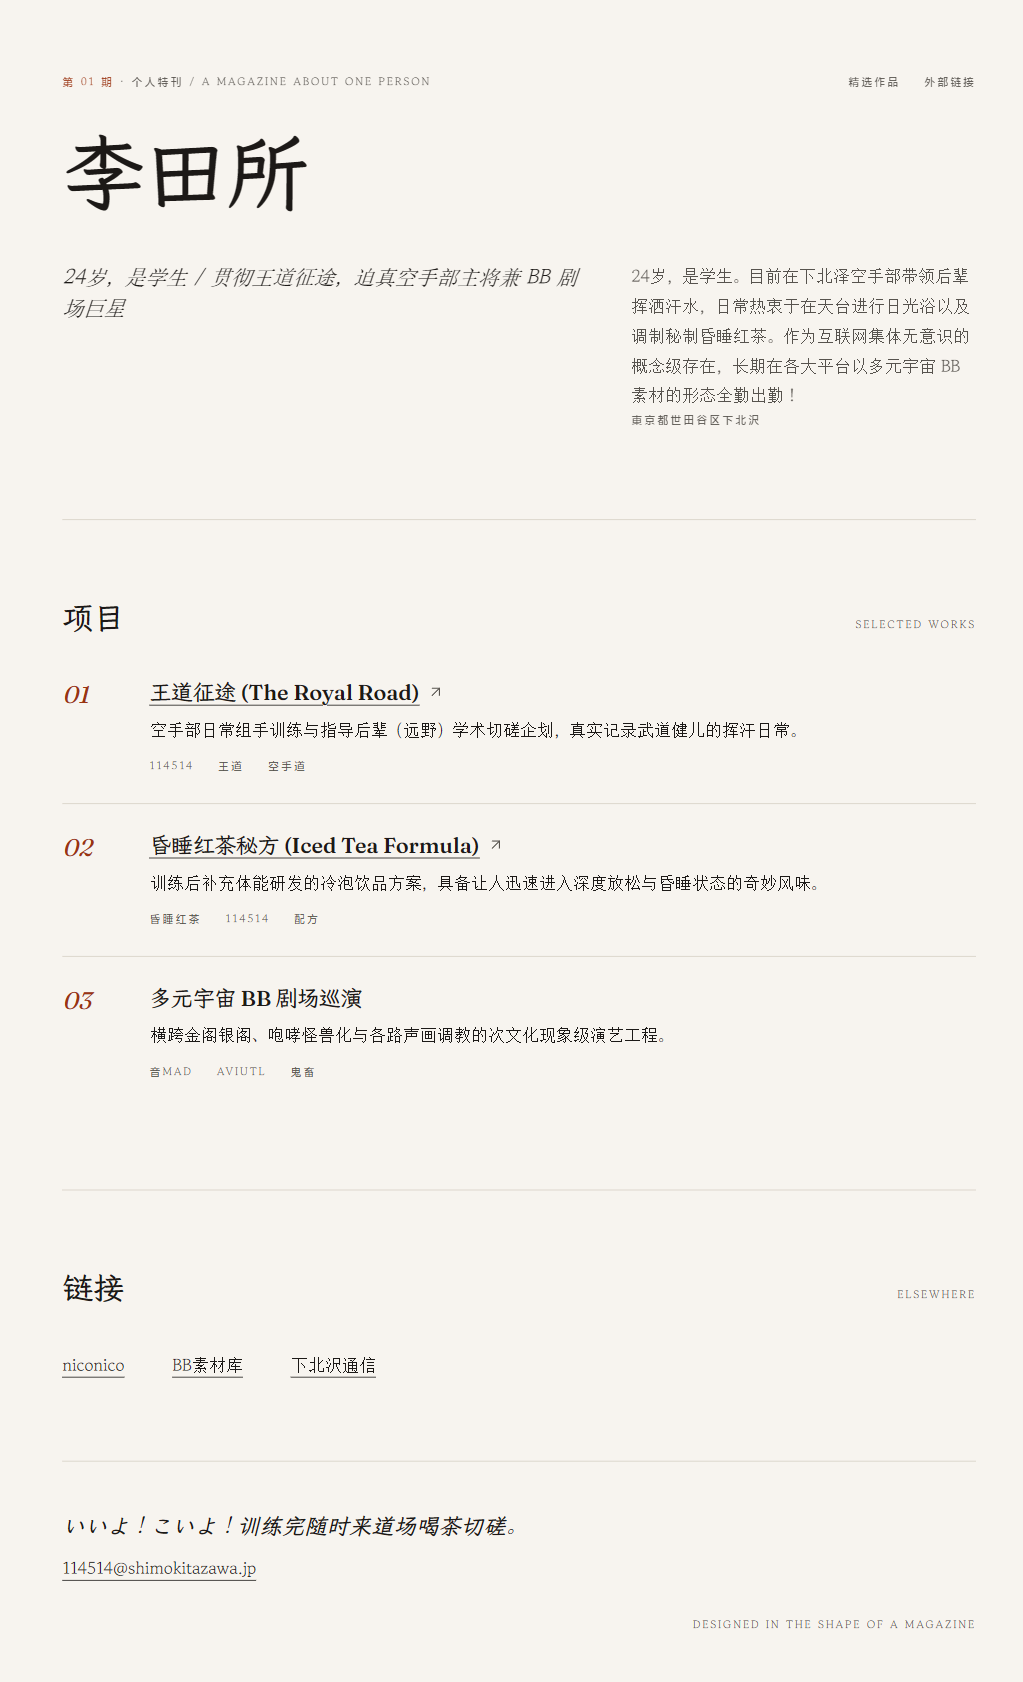 第 01 期 · 个人特刊 / A MAGAZINE ABOUT ONE PERSON
精选作品 外部链接
李田所
24岁，是学生 / 贯彻王道征途，迫真空手部主将兼 BB 剧
场巨星
24岁，是学生。目前在下北泽空手部带领后辈
挥洒汗水，日常热衷于在天台进行日光浴以及
调制秘制昏睡红茶。作为互联网集体无意识的
概念级存在，长期在各大平台以多元宇宙 BB
素材的形态全勤出勤！
東京都世田谷区下北沢
项目
SELECTED WORKS
01
王道征途 (The Royal Road) ↗
空手部日常组手训练与指导后辈（远野）学术切磋企划，真实记录武道健儿的挥汗日常。
114514 王道 空手道
02
昏睡红茶秘方 (Iced Tea Formula) ↗
训练后补充体能研发的冷泡饮品方案，具备让人迅速进入深度放松与昏睡状态的奇妙风味。
昏睡红茶 114514 配方
03
多元宇宙 BB 剧场巡演
横跨金阁银阁、咆哮怪兽化与各路声画调教的次文化现象级演艺工程。
音MAD AVIUTL 鬼畜
链接
ELSEWHERE
niconico BB素材库 下北沢通信
いいよ！こいよ！训练完随时来道场喝茶切磋。
114514@shimokitazawa.jp
DESIGNED IN THE SHAPE OF A MAGAZINE